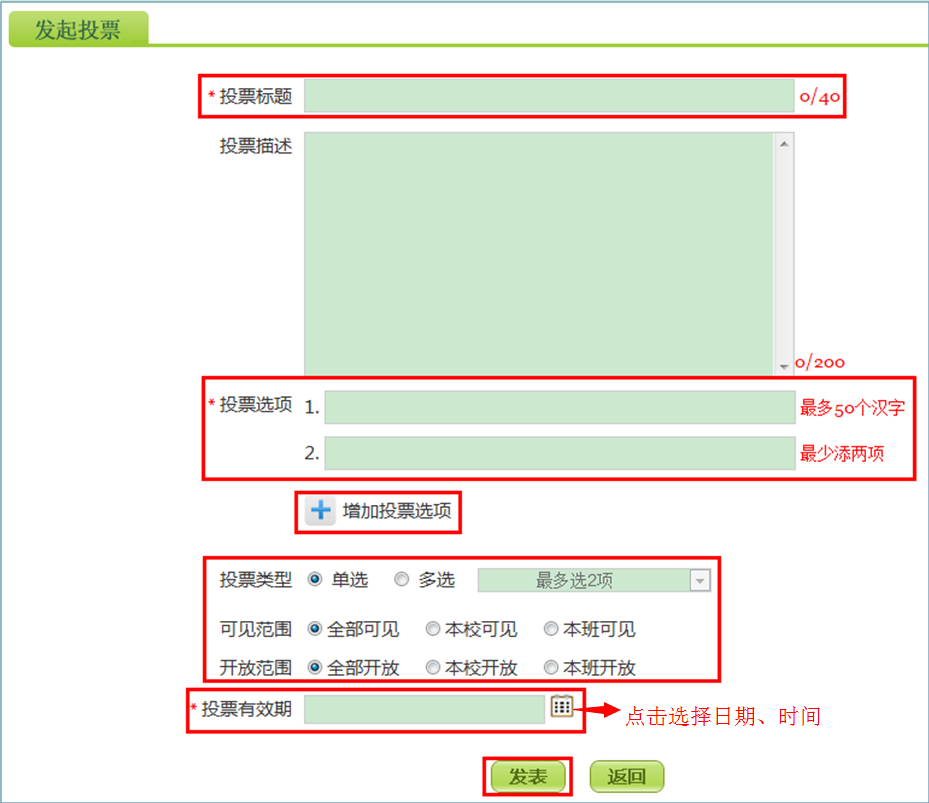 发起投票
* 投票标题 0/40
投票描述
0/200
* 投票选项 1. 最多50个汉字
2. 最少添两项
增加投票选项
投票类型 单选 多选 最多选2项
可见范围 全部可见 本校可见 本班可见
开放范围 全部开放 本校开放 本班开放
* 投票有效期 点击选择日期、时间
发表 返回